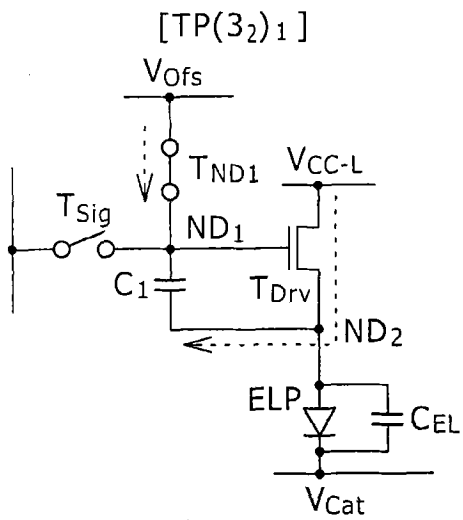 [TP(3₂)₁]
V_Ofs
T_ND1
V_CC-L
T_Sig
ND₁
C₁
T_Drv
ND₂
ELP
C_EL
V_Cat